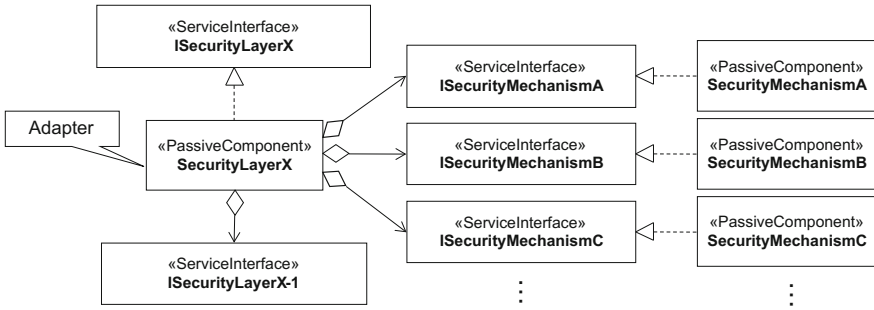 «ServiceInterface»
ISecurityLayerX
Adapter
«PassiveComponent»
SecurityLayerX
«ServiceInterface»
ISecurityLayerX-1
«ServiceInterface»
ISecurityMechanismA
«ServiceInterface»
ISecurityMechanismB
«ServiceInterface»
ISecurityMechanismC
«PassiveComponent»
SecurityMechanismA
«PassiveComponent»
SecurityMechanismB
«PassiveComponent»
SecurityMechanismC